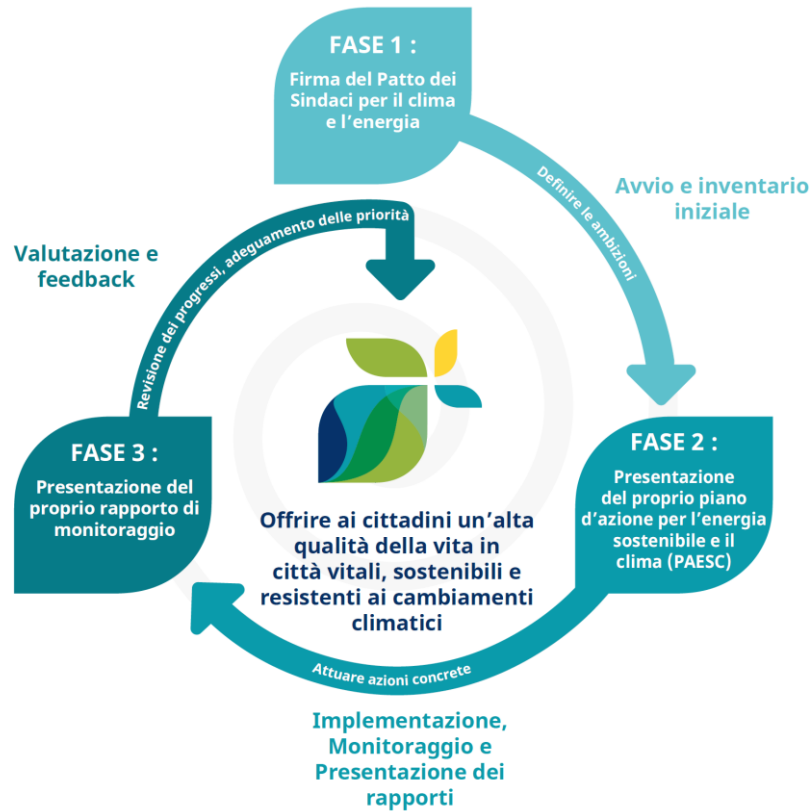 FASE 1 :
Firma del Patto dei
Sindaci per il clima
e l’energia
Definire le ambizioni
Avvio e inventario
iniziale
FASE 2 :
Presentazione
del proprio piano
d’azione per l’energia
sostenibile e il
clima (PAESC)
Attuare azioni concrete
Implementazione,
Monitoraggio e
Presentazione dei
rapporti
FASE 3 :
Presentazione del
proprio rapporto di
monitoraggio
Revisione dei progressi, adeguamento delle priorità
Valutazione e
feedback
Offrire ai cittadini un’alta
qualità della vita in
città vitali, sostenibili e
resistenti ai cambiamenti
climatici